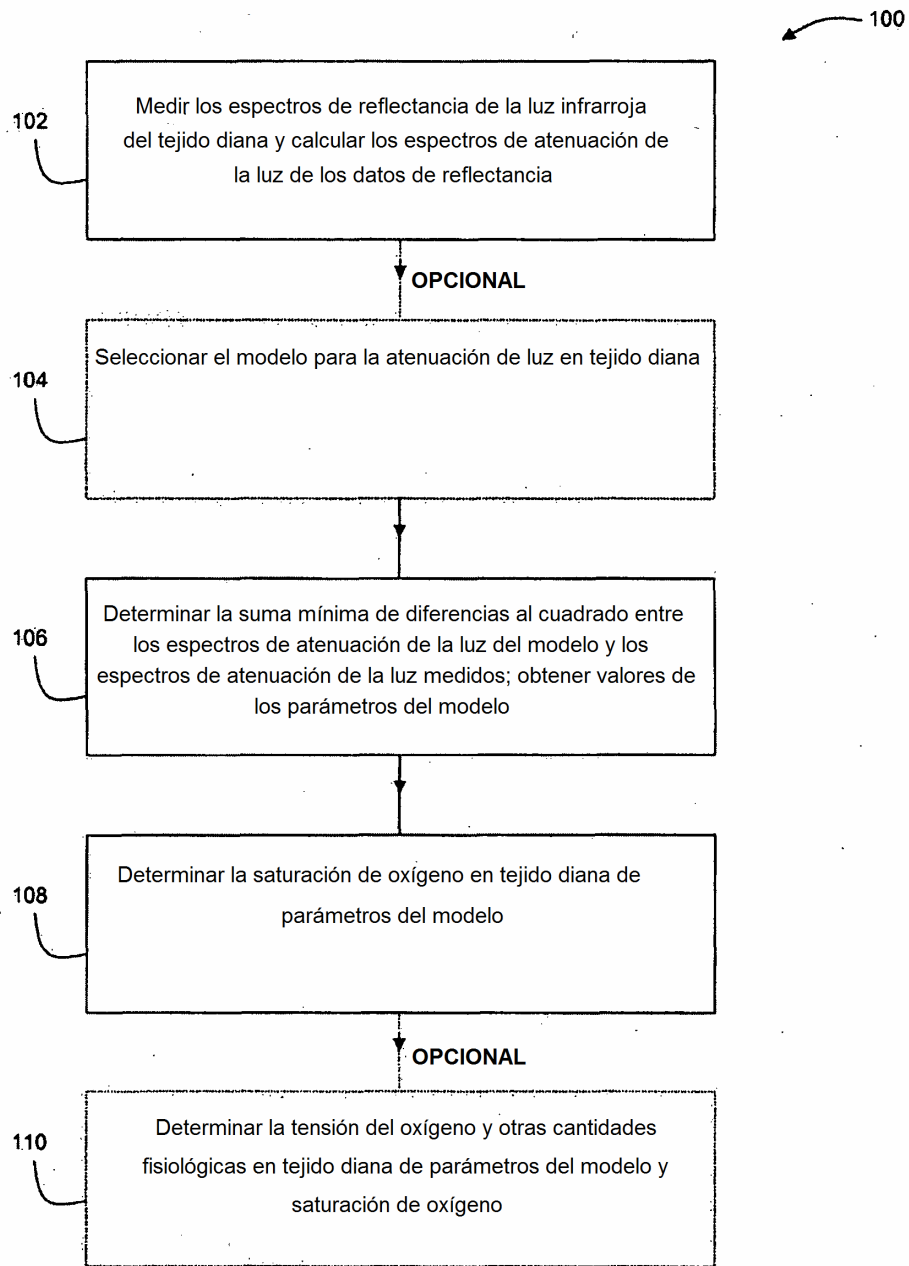 100
102
Medir los espectros de reflectancia de la luz infrarroja
del tejido diana y calcular los espectros de atenuación de
la luz de los datos de reflectancia
OPCIONAL
104
Seleccionar el modelo para la atenuación de luz en tejido diana
106
Determinar la suma mínima de diferencias al cuadrado entre
los espectros de atenuación de la luz del modelo y los
espectros de atenuación de la luz medidos; obtener valores de
los parámetros del modelo
108
Determinar la saturación de oxígeno en tejido diana de
parámetros del modelo
OPCIONAL
110
Determinar la tensión del oxígeno y otras cantidades
fisiológicas en tejido diana de parámetros del modelo y
saturación de oxígeno